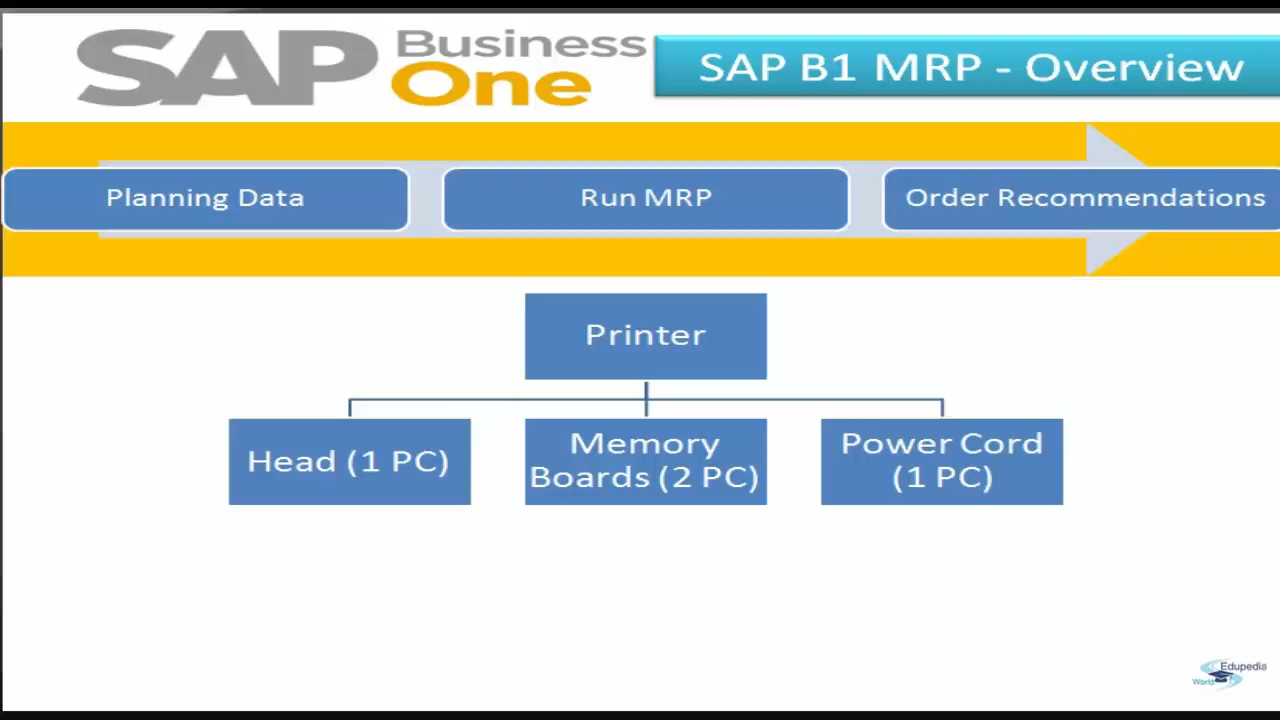 SAP Business One
SAP B1 MRP - Overview
Planning Data
Run MRP
Order Recommendations
Printer
Head (1 PC)
Memory
Boards (2 PC)
Power Cord
(1 PC)
Edupedia
World